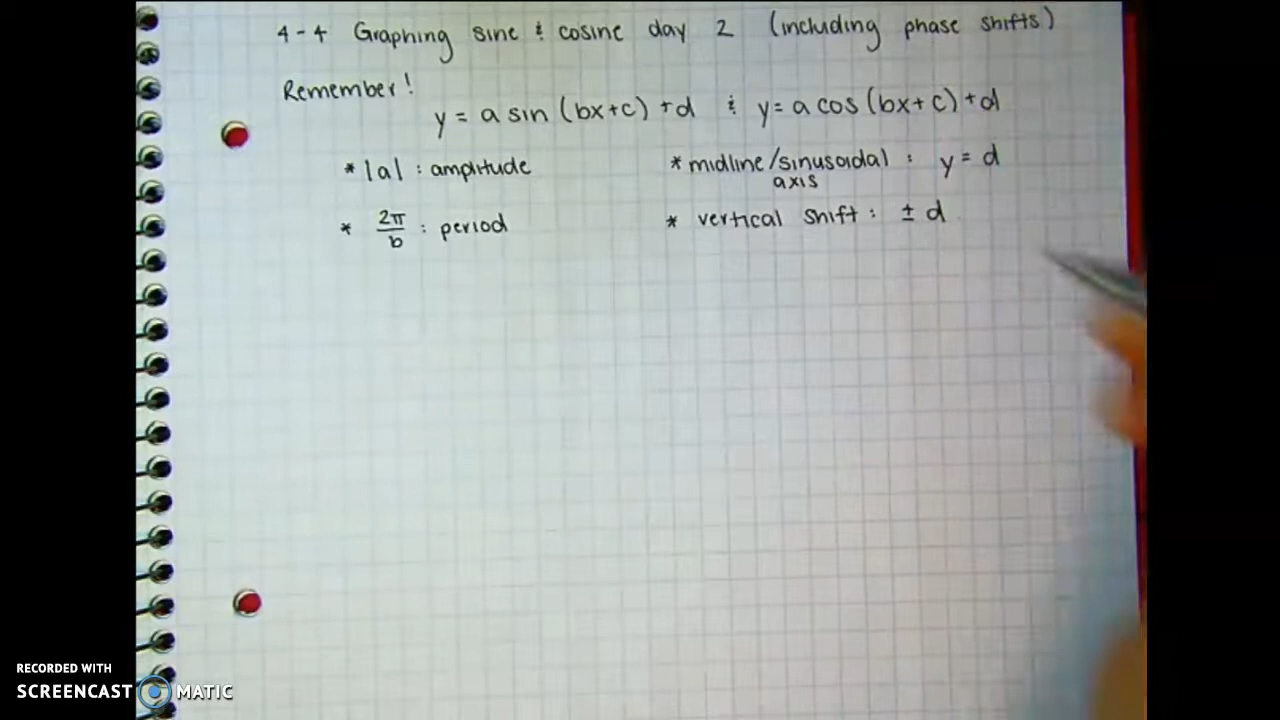 4-4 Graphing sine & cosine day 2 (including phase shifts)
Remember!
y = a sin (bx+c) +d & y= a cos (bx+c)+d
* |a| : amplitude
* midline/sinusoidal axis : y = d
* 2π/b : period
* vertical shift : ± d
RECORDED WITH
SCREENCAST MATIC